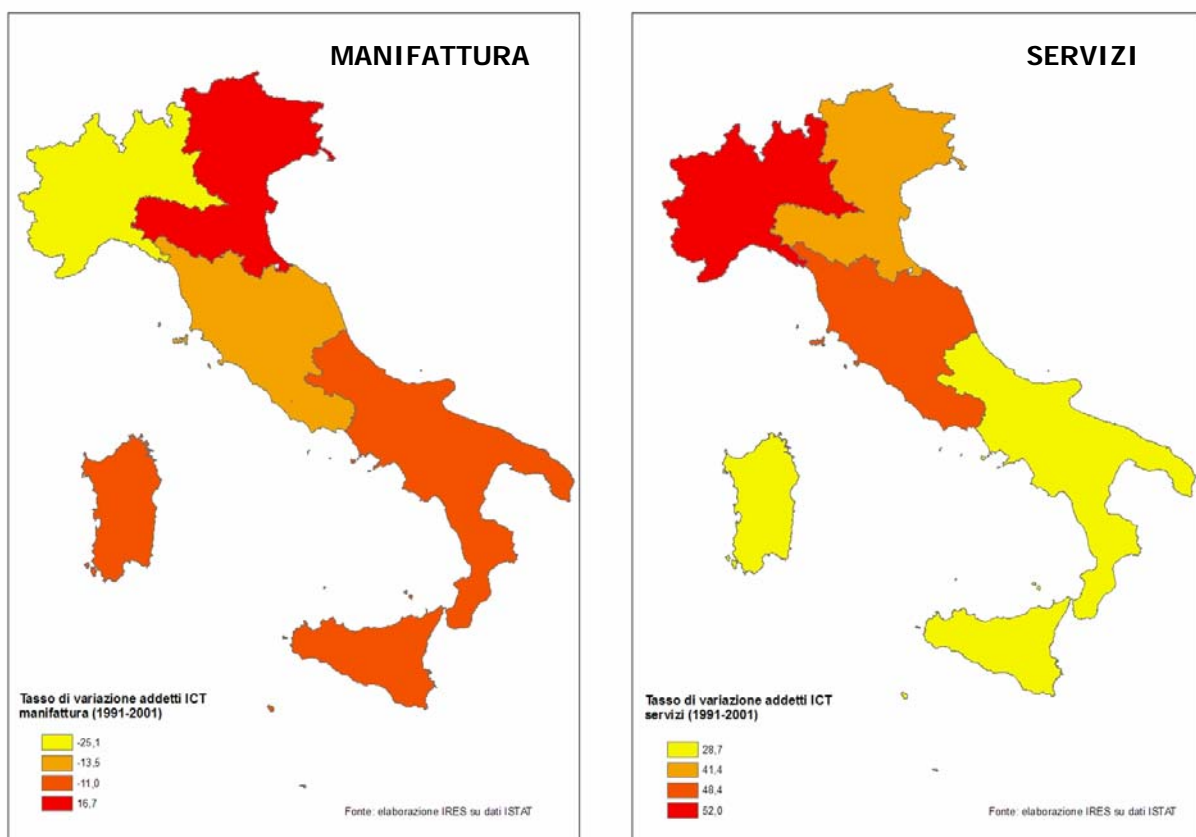 MANIFATTURA
Tasso di variazione addetti ICT
manifattura (1991-2001)
-25,1
-13,5
-11,0
16,7
Fonte: elaborazione IRES su dati ISTAT
SERVIZI
Tasso di variazione addetti ICT
servizi (1991-2001)
28,7
41,4
48,4
52,0
Fonte: elaborazione IRES su dati ISTAT